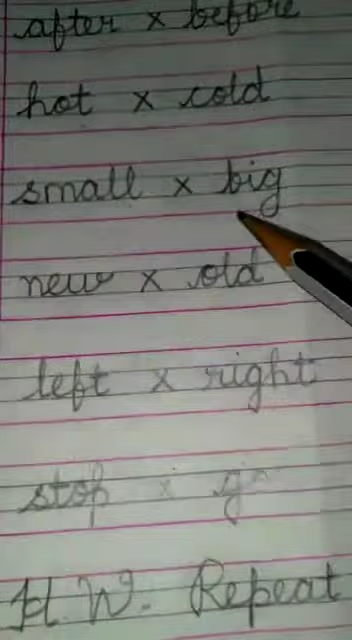 after x before
hot x cold
small x big
new x old
left x right
stop x
H.W. Repeat